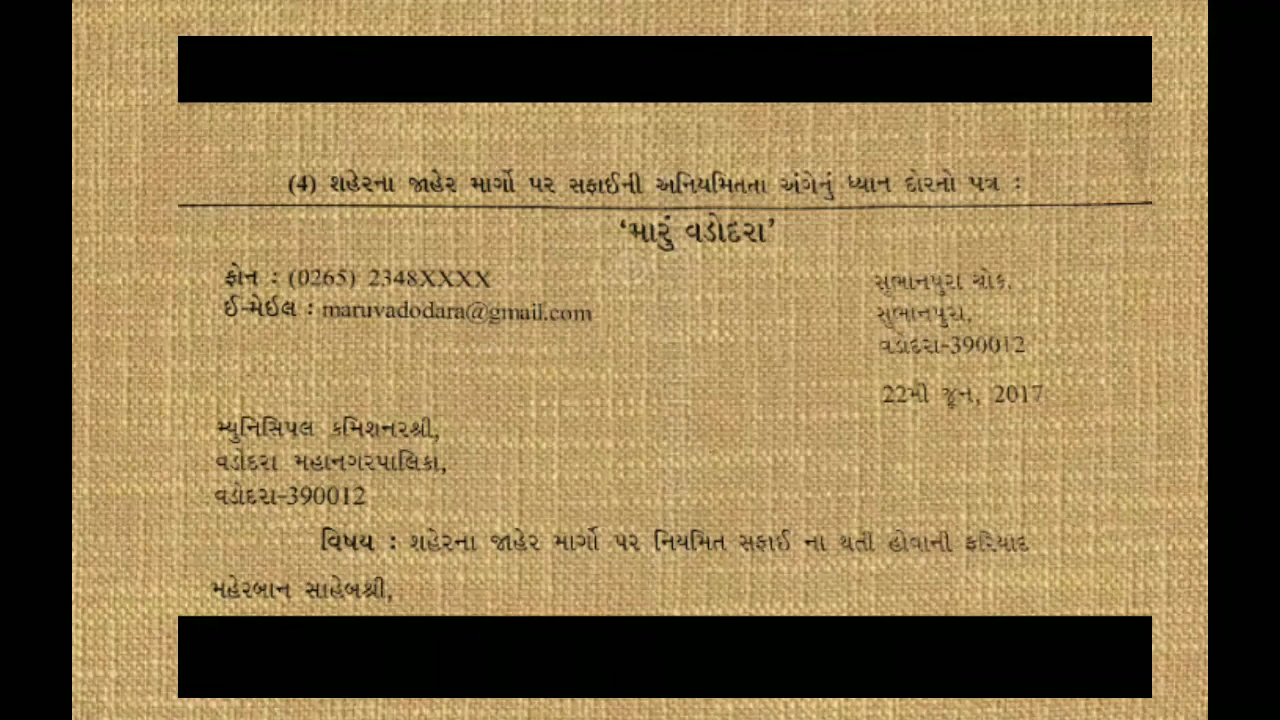 (4) શહેરના જાહેર માર્ગો પર સફાઈની અનિયમિતતા અંગેનું ધ્યાન દોરતો પત્ર :
‘મારું વડોદરા’
ફોન : (0265) 2348XXXX
ઈ-મેઈલ : maruvadodara@gmail.com
સુભાનપુરા ચોક,
સુભાનપુરા,
વડોદરા-390012
22મી જૂન, 2017
મ્યુનિસિપલ કમિશનરશ્રી,
વડોદરા મહાનગરપાલિકા,
વડોદરા-390012
વિષય : શહેરના જાહેર માર્ગો પર નિયમિત સફાઈ ના થતી હોવાની ફરિયાદ
મહેરબાન સાહેબશ્રી,